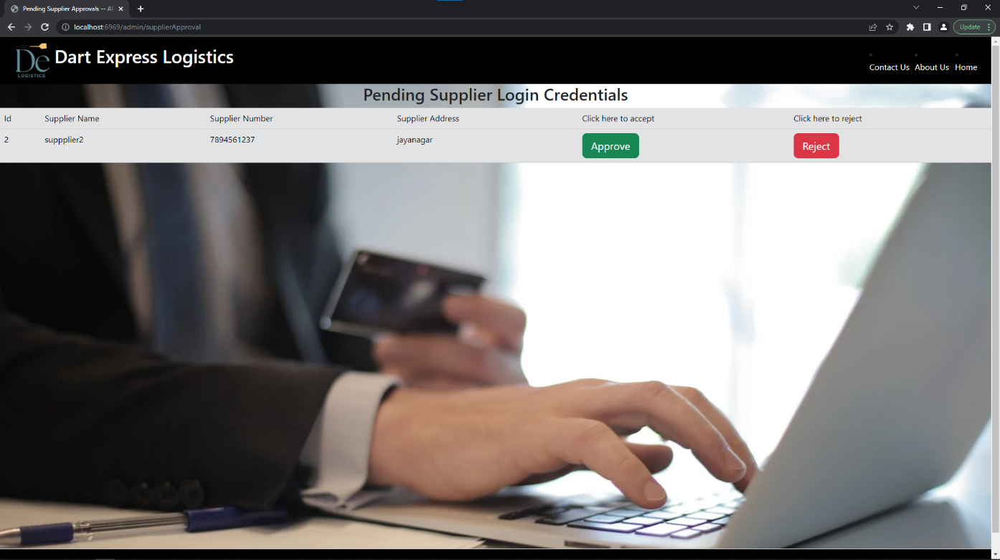 Pending Supplier Approvals -- A
localhost:6969/admin/supplierApproval
Update
De
LOGISTICS
Dart Express Logistics
Contact Us About Us Home
Pending Supplier Login Credentials
Id Supplier Name Supplier Number Supplier Address Click here to accept Click here to reject
2 suppplier2 7894561237 jayanagar Approve Reject